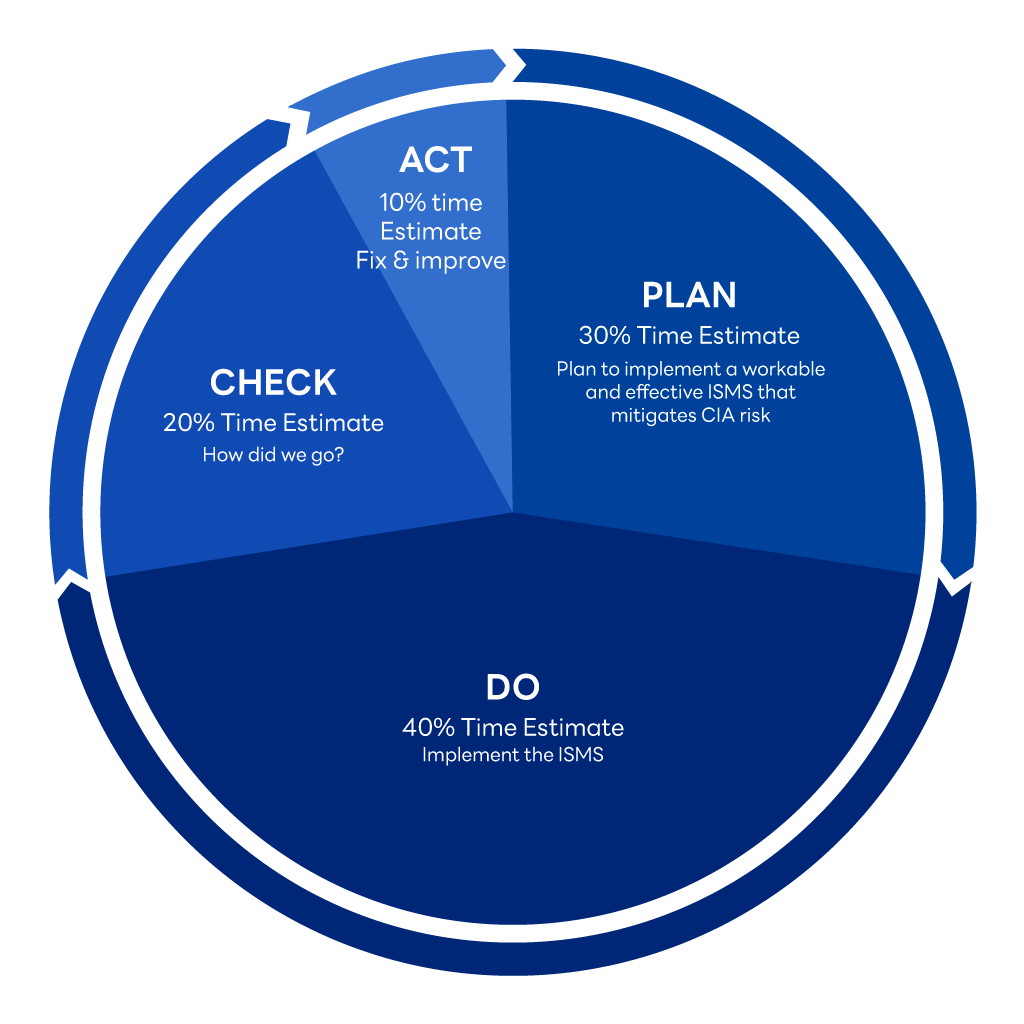 ACT
10% time
Estimate
Fix & improve
PLAN
30% Time Estimate
Plan to implement a workable
and effective ISMS that
mitigates CIA risk
CHECK
20% Time Estimate
How did we go?
DO
40% Time Estimate
Implement the ISMS